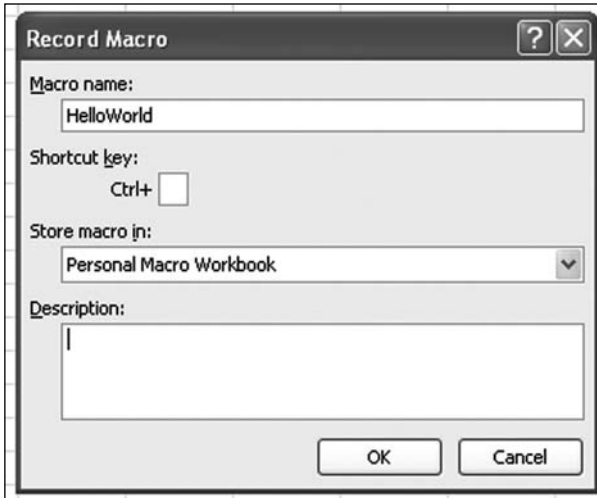 Record Macro
Macro name:
HelloWorld
Shortcut key:
Ctrl+
Store macro in:
Personal Macro Workbook
Description:
OK Cancel